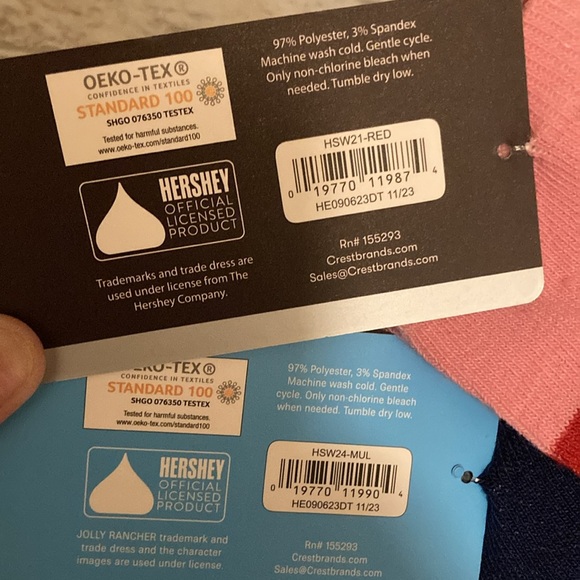 OEKO-TEX®
CONFIDENCE IN TEXTILES
STANDARD 100
SHGO 076350 TESTEX
Tested for harmful substances.
www.oeko-tex.com/standard100
97% Polyester, 3% Spandex
Machine wash cold. Gentle cycle.
Only non-chlorine bleach when
needed. Tumble dry low.
HERSHEY
OFFICIAL
LICENSED
PRODUCT
HSW21-RED
0 19770 11987 4
HE090623DT 11/23
Trademarks and trade dress are
used under license from The
Hershey Company.
Rn# 155293
Crestbrands.com
Sales@Crestbrands.com
EKO-TEX®
CONFIDENCE IN TEXTILES
STANDARD 100
SHGO 076350 TESTEX
Tested for harmful substances.
www.oeko-tex.com/standard100
97% Polyester, 3% Spandex
Machine wash cold. Gentle
cycle. Only non-chlorine bleach
when needed. Tumble dry low.
HERSHEY
OFFICIAL
LICENSED
PRODUCT
HSW24-MUL
0 19770 11990 4
HE090623DT 11/23
JOLLY RANCHER trademark and
trade dress and the character
images are used under license
Rn# 155293
Crestbrands.com
Sales@Crestbrands.com